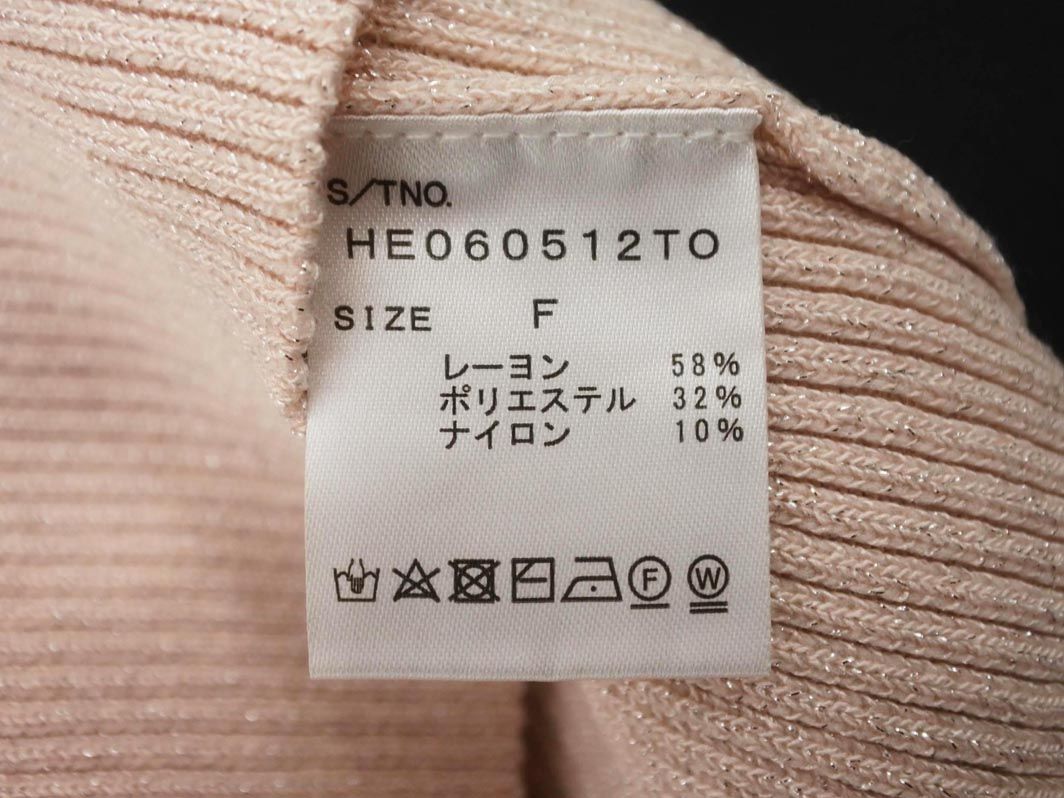 S/TNO.
HE060512TO
SIZE F
レーヨン 58%
ポリエステル 32%
ナイロン 10%
F W